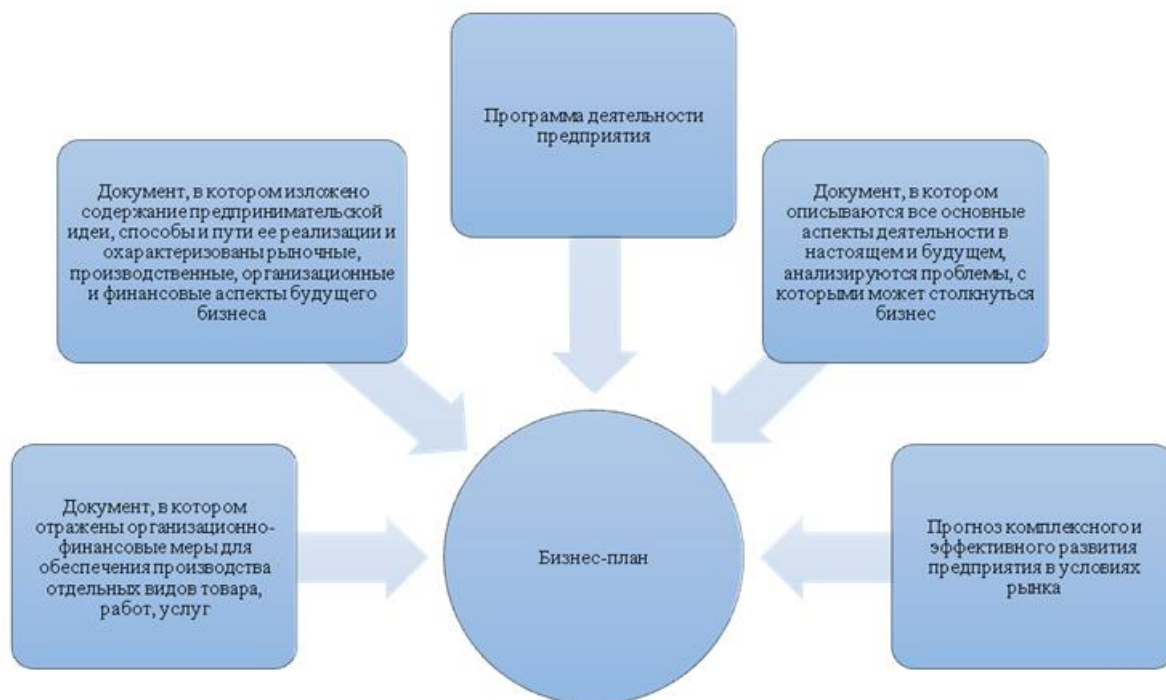 Программа деятельности
предприятия
Документ, в котором изложено
содержание предпринимательской
идеи, способы и пути ее реализации и
охарактеризованы рыночные,
производственные, организационные
и финансовые аспекты будущего
бизнеса
Документ, в котором
описываются все основные
аспекты деятельности в
настоящем и будущем,
анализируются проблемы, с
которыми может столкнуться
бизнес
Документ, в котором
отражены организационно-
финансовые меры для
обеспечения производства
отдельных видов товара,
работ, услуг
Бизнес-план
Прогноз комплексного и
эффективного развития
предприятия в условиях
рынка